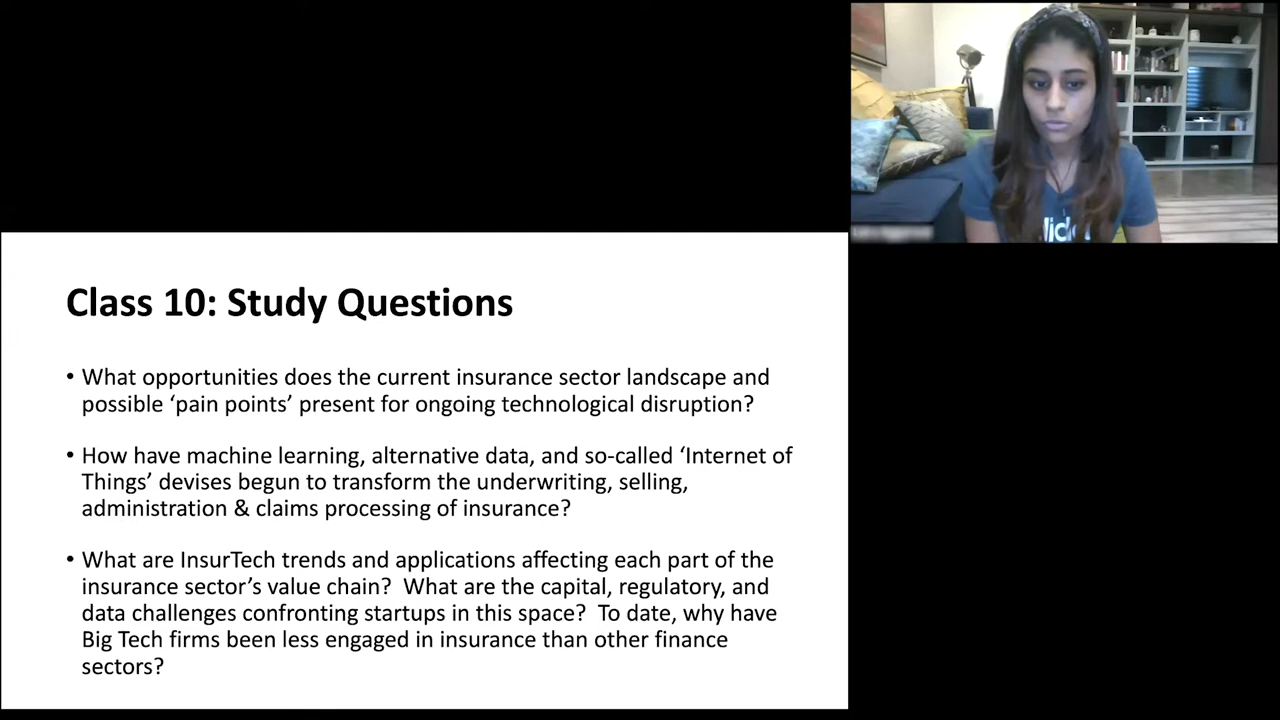 Class 10: Study Questions
• What opportunities does the current insurance sector landscape and
possible ‘pain points’ present for ongoing technological disruption?
• How have machine learning, alternative data, and so-called ‘Internet of
Things’ devises begun to transform the underwriting, selling,
administration & claims processing of insurance?
• What are InsurTech trends and applications affecting each part of the
insurance sector’s value chain?  What are the capital, regulatory, and
data challenges confronting startups in this space?  To date, why have
Big Tech firms been less engaged in insurance than other finance
sectors?